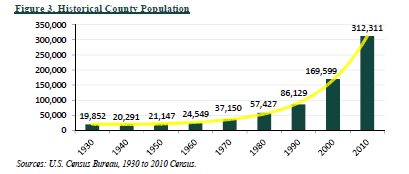 Figure 3. Historical County Population
350,000
300,000
250,000
200,000
150,000
100,000
50,000
0
19,852 20,291 21,147 24,549 37,150 57,427 86,129 169,599 312,311
1930 1940 1950 1960 1970 1980 1990 2000 2010
Sources: U.S. Census Bureau, 1930 to 2010 Census.